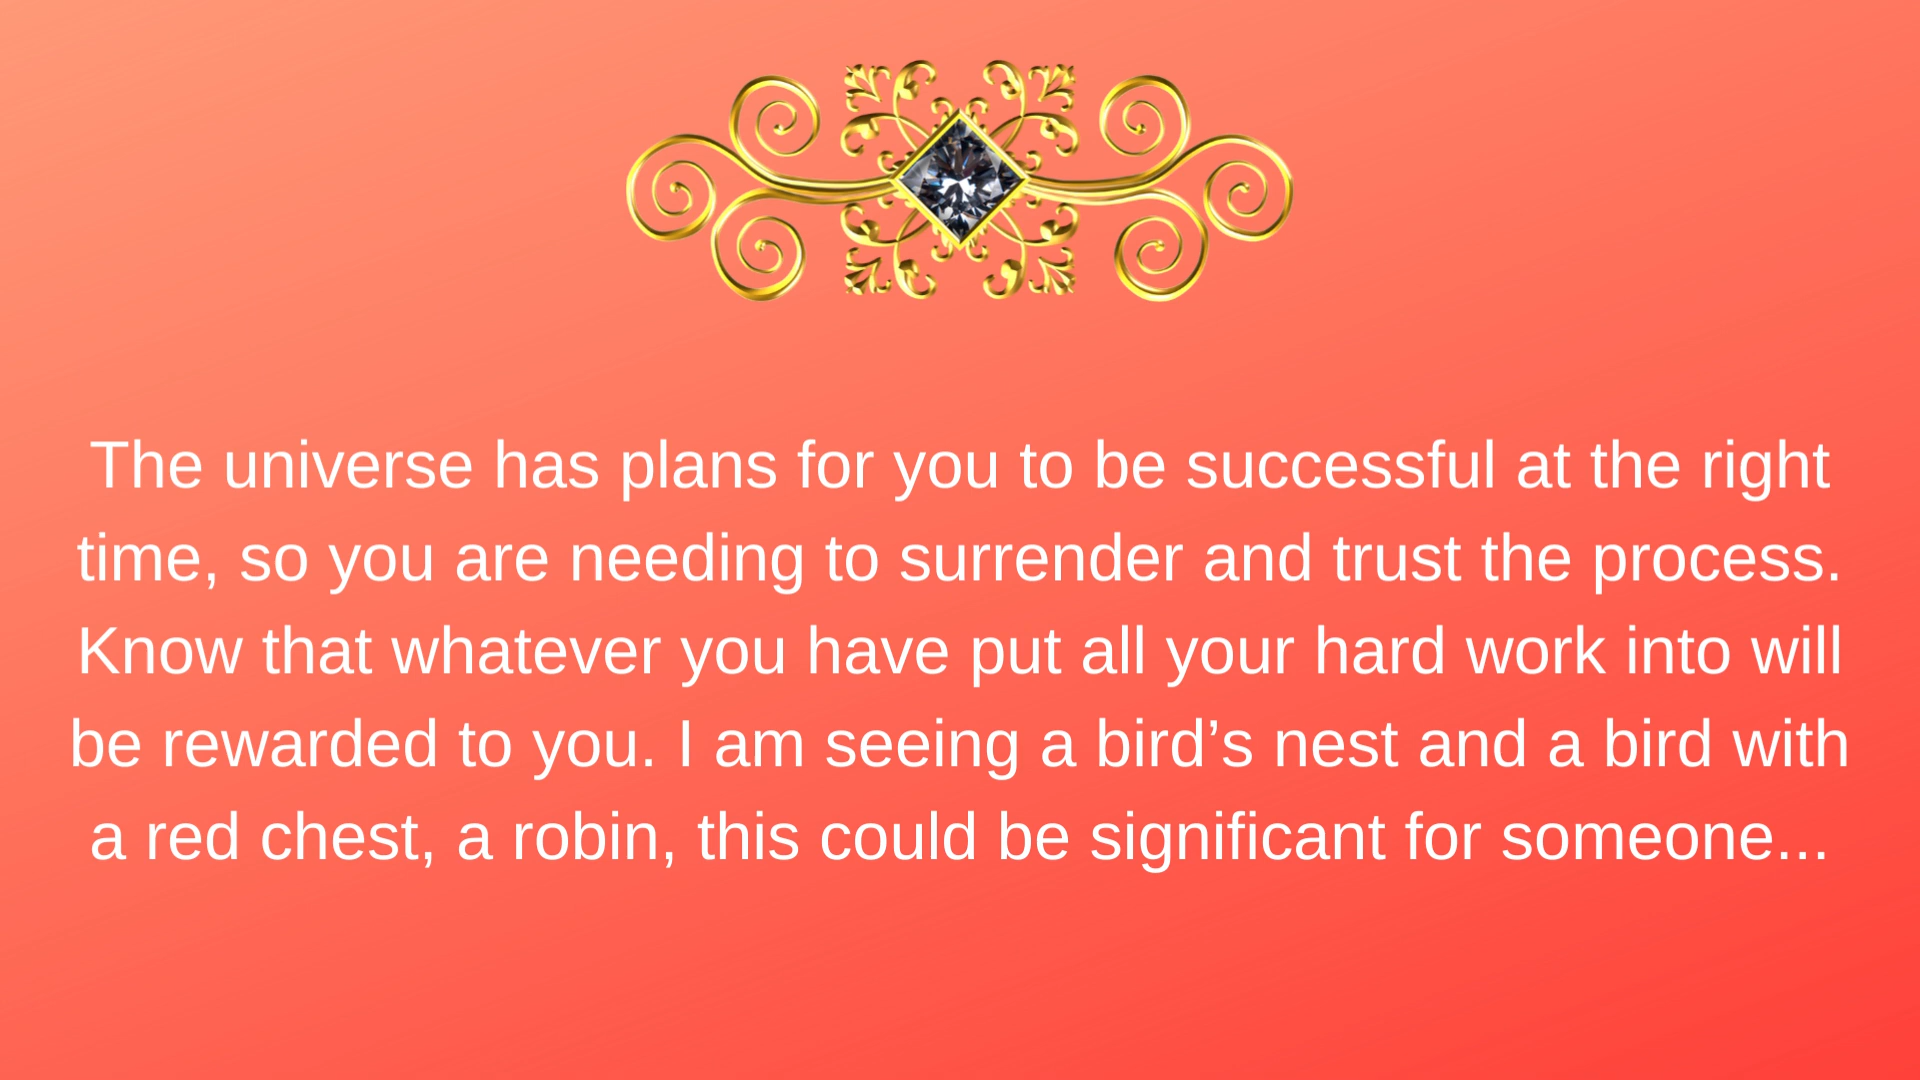 The universe has plans for you to be successful at the right
time, so you are needing to surrender and trust the process.
Know that whatever you have put all your hard work into will
be rewarded to you. I am seeing a bird’s nest and a bird with
a red chest, a robin, this could be significant for someone...